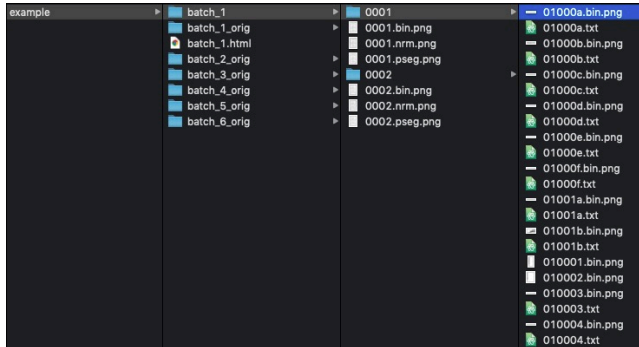 example
batch_1
batch_1_orig
batch_1.html
batch_2_orig
batch_3_orig
batch_4_orig
batch_5_orig
batch_6_orig
0001
0001.bin.png
0001.nrm.png
0001.pseg.png
0002
0002.bin.png
0002.nrm.png
0002.pseg.png
01000a.bin.png
01000a.txt
01000b.bin.png
01000b.txt
01000c.bin.png
01000c.txt
01000d.bin.png
01000d.txt
01000e.bin.png
01000e.txt
01000f.bin.png
01000f.txt
01001a.bin.png
01001a.txt
01001b.bin.png
01001b.txt
010001.bin.png
010002.bin.png
010003.bin.png
010003.txt
010004.bin.png
010004.txt